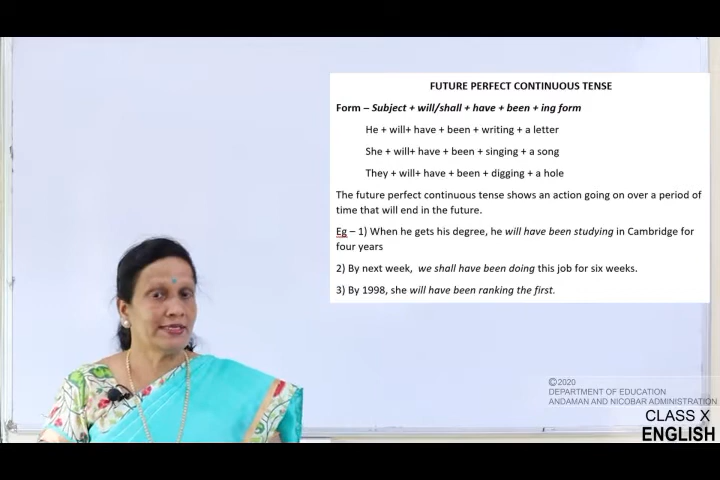 FUTURE PERFECT CONTINUOUS TENSE
Form – Subject + will/shall + have + been + ing form
He + will+ have + been + writing + a letter
She + will+ have + been + singing + a song
They + will+ have + been + digging + a hole
The future perfect continuous tense shows an action going on over a period of
time that will end in the future.
Eg – 1) When he gets his degree, he will have been studying in Cambridge for
four years
2) By next week, we shall have been doing this job for six weeks.
3) By 1998, she will have been ranking the first.
©2020
DEPARTMENT OF EDUCATION
ANDAMAN AND NICOBAR ADMINISTRATION
CLASS X
ENGLISH